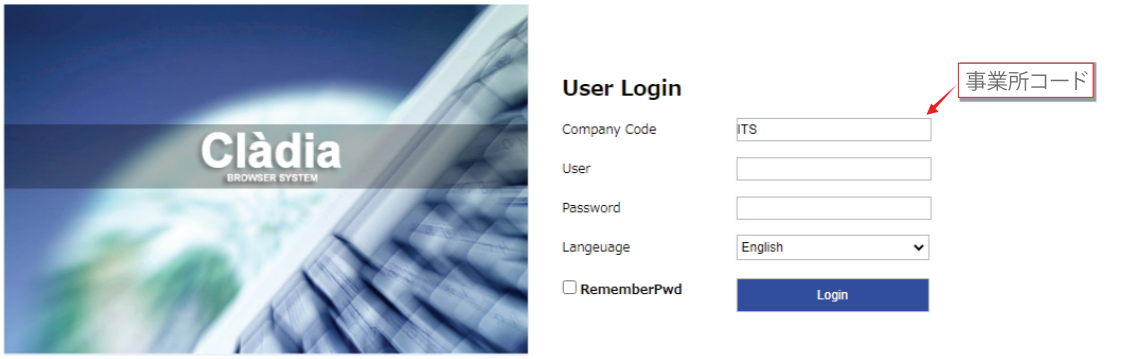 Clàdia
BROWSER SYSTEM
User Login
事業所コード
Company Code
ITS
User
Password
Langeuage
English
RememberPwd
Login